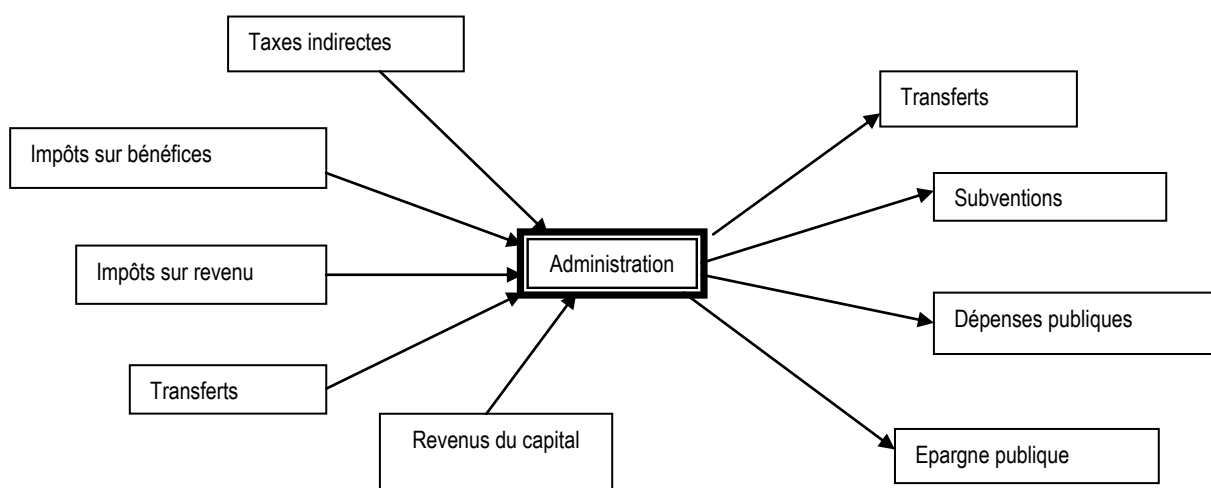 Taxes indirectes
Transferts
Impôts sur bénéfices
Subventions
Impôts sur revenu
Administration
Dépenses publiques
Transferts
Revenus du capital
Epargne publique